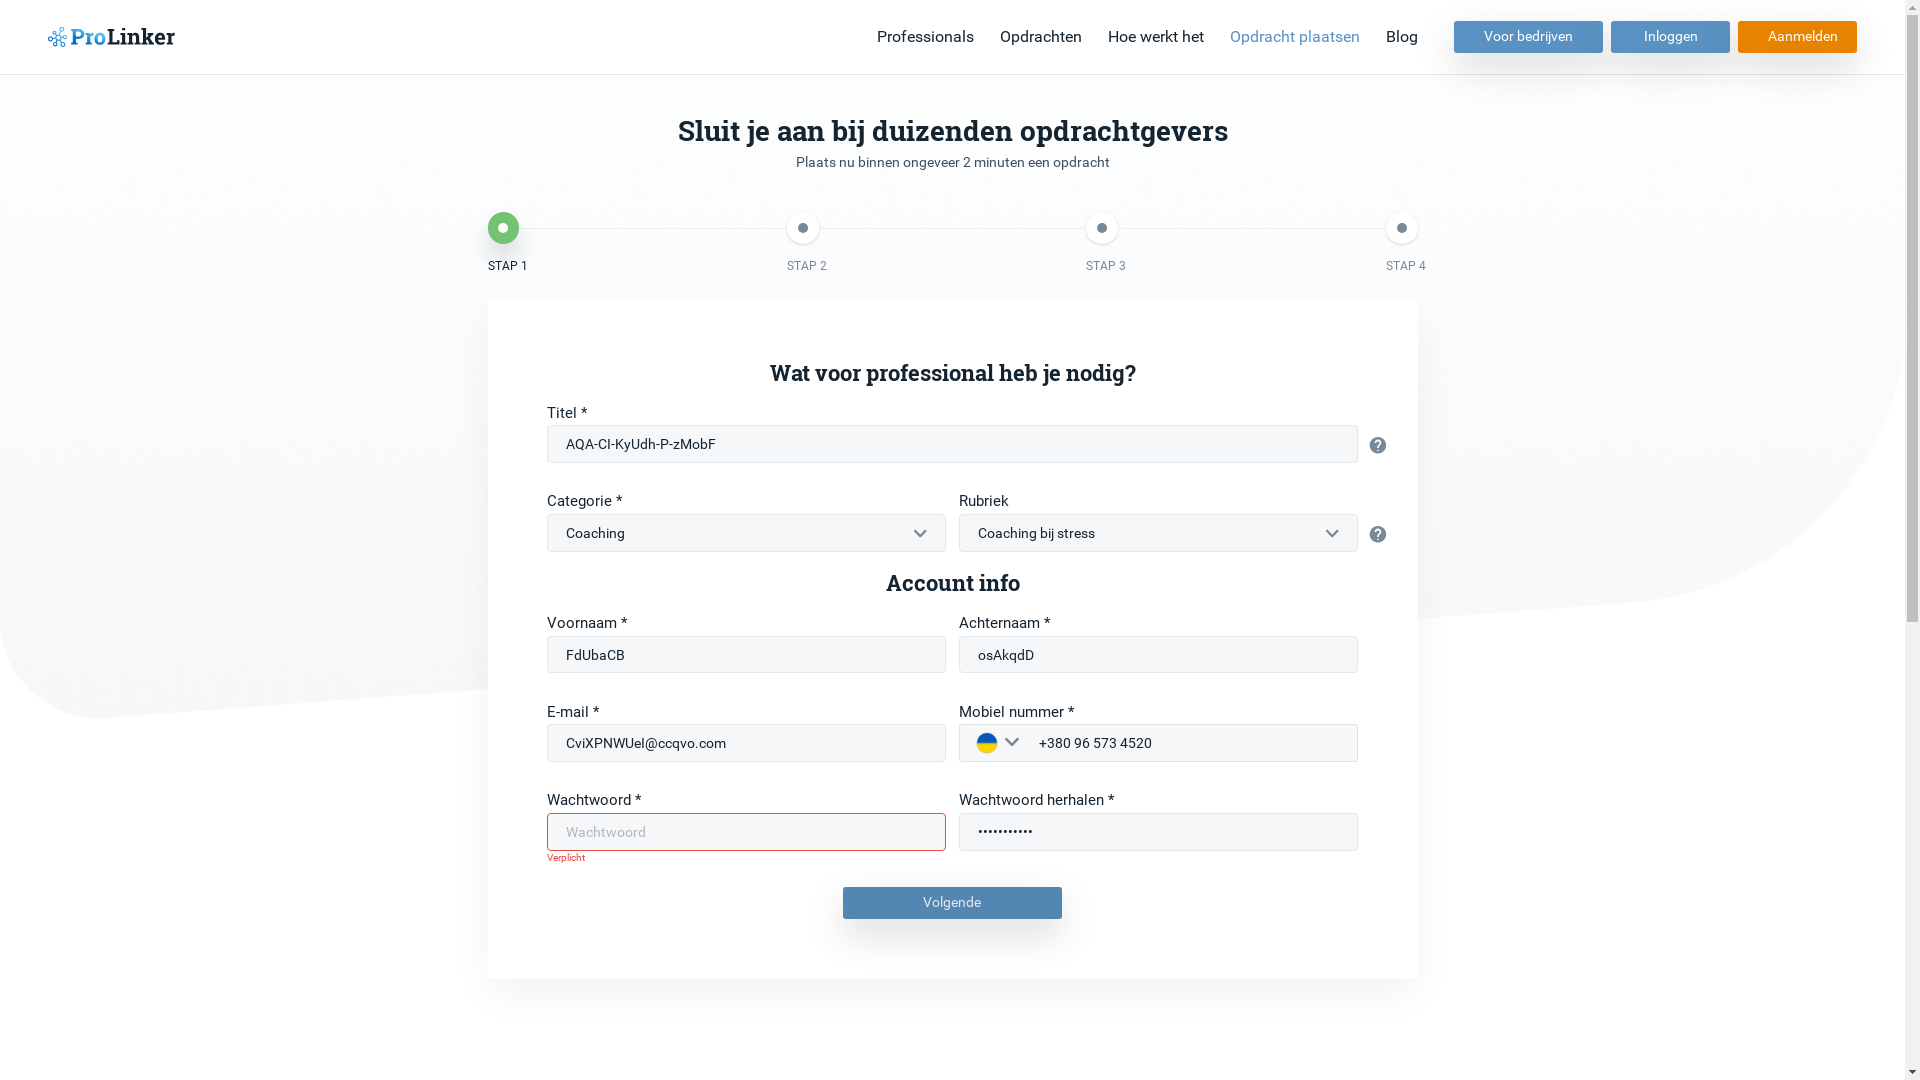 ProLinker
Professionals
Opdrachten
Hoe werkt het
Opdracht plaatsen
Blog
Voor bedrijven
Inloggen
Aanmelden
Sluit je aan bij duizenden opdrachtgevers
Plaats nu binnen ongeveer 2 minuten een opdracht
STAP 1
STAP 2
STAP 3
STAP 4
Wat voor professional heb je nodig?
Titel *
AQA-CI-KyUdh-P-zMobF
Categorie *
Rubriek
Coaching
Coaching bij stress
Account info
Voornaam *
Achternaam *
FdUbaCB
osAkqdD
E-mail *
Mobiel nummer *
CviXPNWUeI@ccqvo.com
+380 96 573 4520
Wachtwoord *
Wachtwoord herhalen *
Wachtwoord
•••••••••••
Verplicht
Volgende